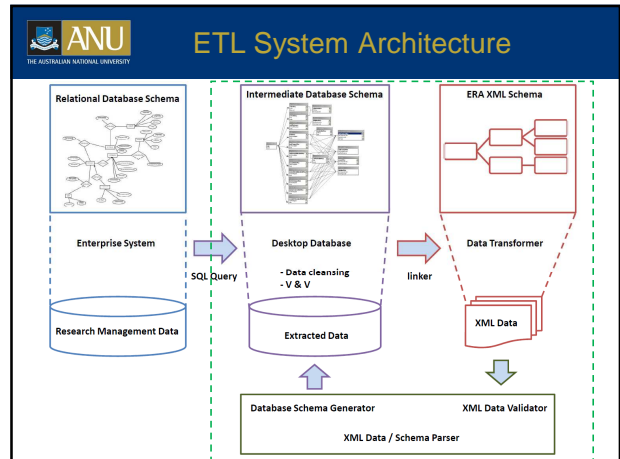 ANU
THE AUSTRALIAN NATIONAL UNIVERSITY
ETL System Architecture
Relational Database Schema
Intermediate Database Schema
ERA XML Schema
Enterprise System
SQL Query
Desktop Database
- Data cleansing
- V & V
linker
Data Transformer
Research Management Data
Extracted Data
XML Data
Database Schema Generator
XML Data Validator
XML Data / Schema Parser